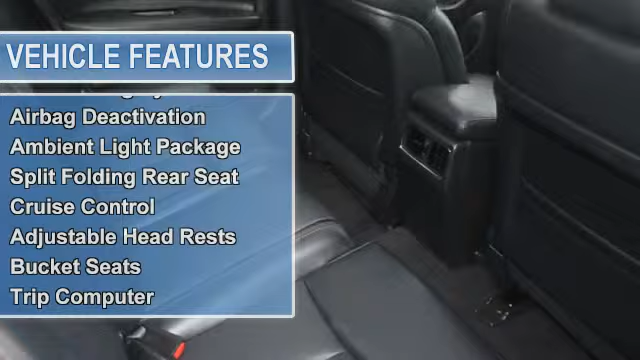 VEHICLE FEATURES
Airbag Deactivation
Ambient Light Package
Split Folding Rear Seat
Cruise Control
Adjustable Head Rests
Bucket Seats
Trip Computer